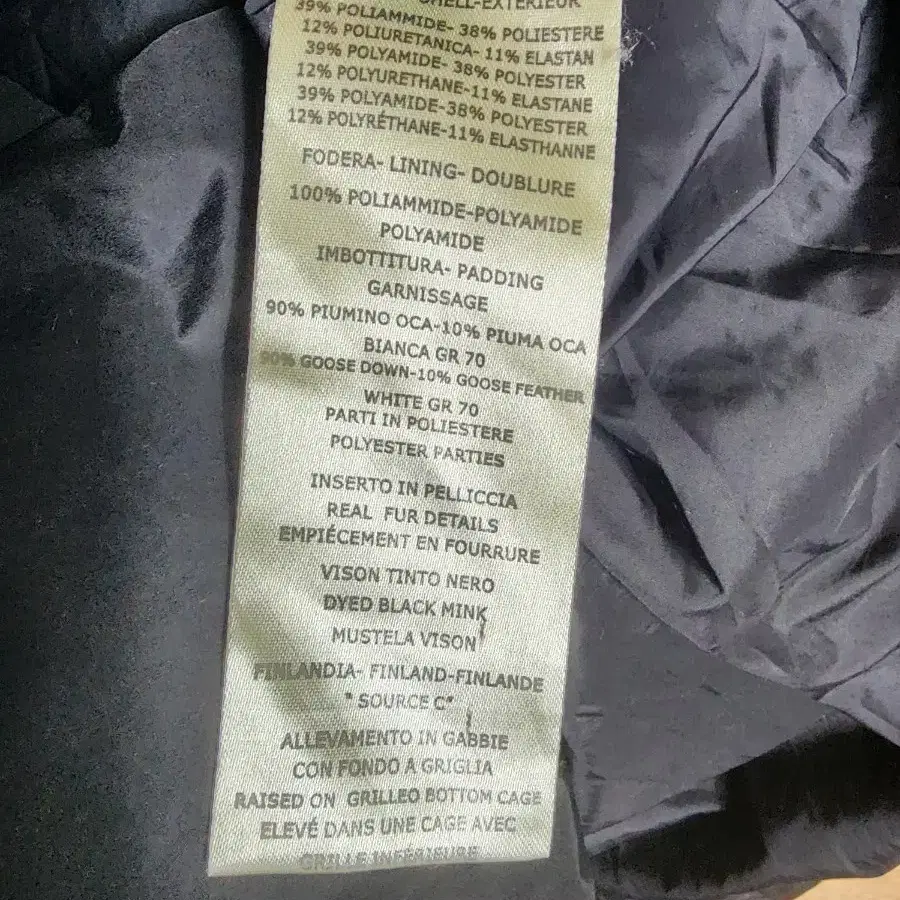 SHELL-EXTERIEUR
39% POLIAMMIDE- 38% POLIESTERE
12% POLIURETANICA- 11% ELASTAN
39% POLYAMIDE- 38% POLYESTER
12% POLYURETHANE-11% ELASTANE
39% POLYAMIDE-38% POLYESTER
12% POLYRÉTHANE-11% ELASTHANNE
FODERA- LINING- DOUBLURE
100% POLIAMMIDE-POLYAMIDE
POLYAMIDE
IMBOTTITURA- PADDING
GARNISSAGE
90% PIUMINO OCA-10% PIUMA OCA
BIANCA GR 70
90% GOOSE DOWN-10% GOOSE FEATHER
WHITE GR 70
PARTI IN POLIESTERE
POLYESTER PARTIES
INSERTO IN PELLICCIA
REAL FUR DETAILS
EMPIÉCEMENT EN FOURRURE
VISON TINTO NERO
DYED BLACK MINK
MUSTELA VISON
FINLANDIA- FINLAND-FINLANDE
" SOURCE C"
ALLEVAMENTO IN GABBIE
CON FONDO A GRIGLIA
RAISED ON GRILLEO BOTTOM CAGE
ELEVÉ DANS UNE CAGE AVEC
GRILLE INFÉRIEURE